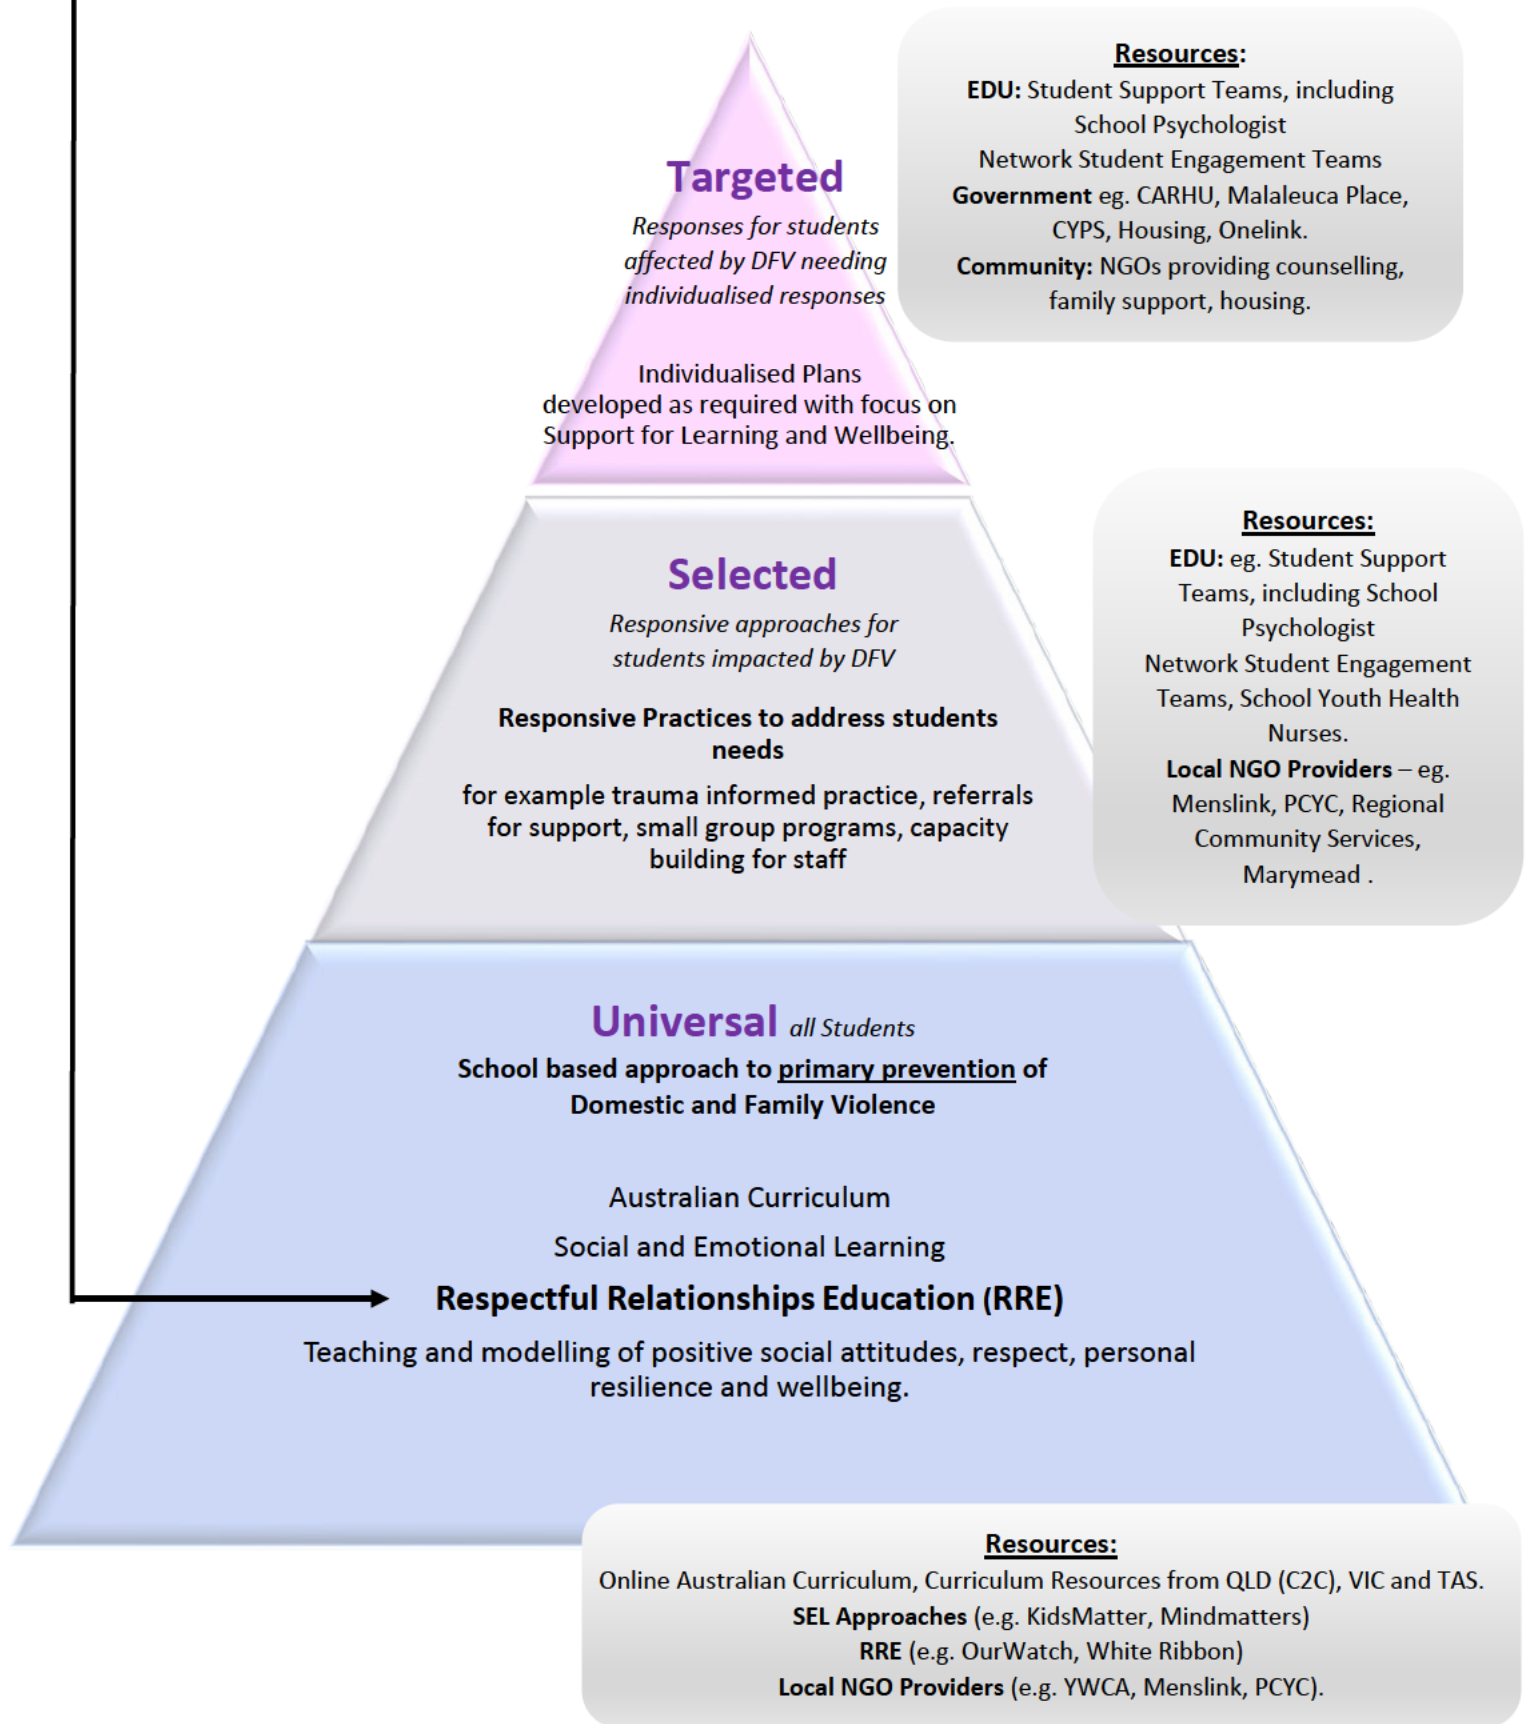 Resources:
EDU: Student Support Teams, including
School Psychologist
Network Student Engagement Teams
Government eg. CARHU, Malaleuca Place,
CYPS, Housing, Onelink.
Community: NGOs providing counselling,
family support, housing.
Targeted
Responses for students
affected by DFV needing
individualised responses
Individualised Plans
developed as required with focus on
Support for Learning and Wellbeing.
Resources:
EDU: eg. Student Support
Teams, including School
Psychologist
Network Student Engagement
Teams, School Youth Health
Nurses.
Local NGO Providers – eg.
Menslink, PCYC, Regional
Community Services,
Marymead .
Selected
Responsive approaches for
students impacted by DFV
Responsive Practices to address students
needs
for example trauma informed practice, referrals
for support, small group programs, capacity
building for staff
Universal all Students
School based approach to primary prevention of
Domestic and Family Violence
Australian Curriculum
Social and Emotional Learning
Respectful Relationships Education (RRE)
Teaching and modelling of positive social attitudes, respect, personal
resilience and wellbeing.
Resources:
Online Australian Curriculum, Curriculum Resources from QLD (C2C), VIC and TAS.
SEL Approaches (e.g. KidsMatter, Mindmatters)
RRE (e.g. OurWatch, White Ribbon)
Local NGO Providers (e.g. YWCA, Menslink, PCYC).